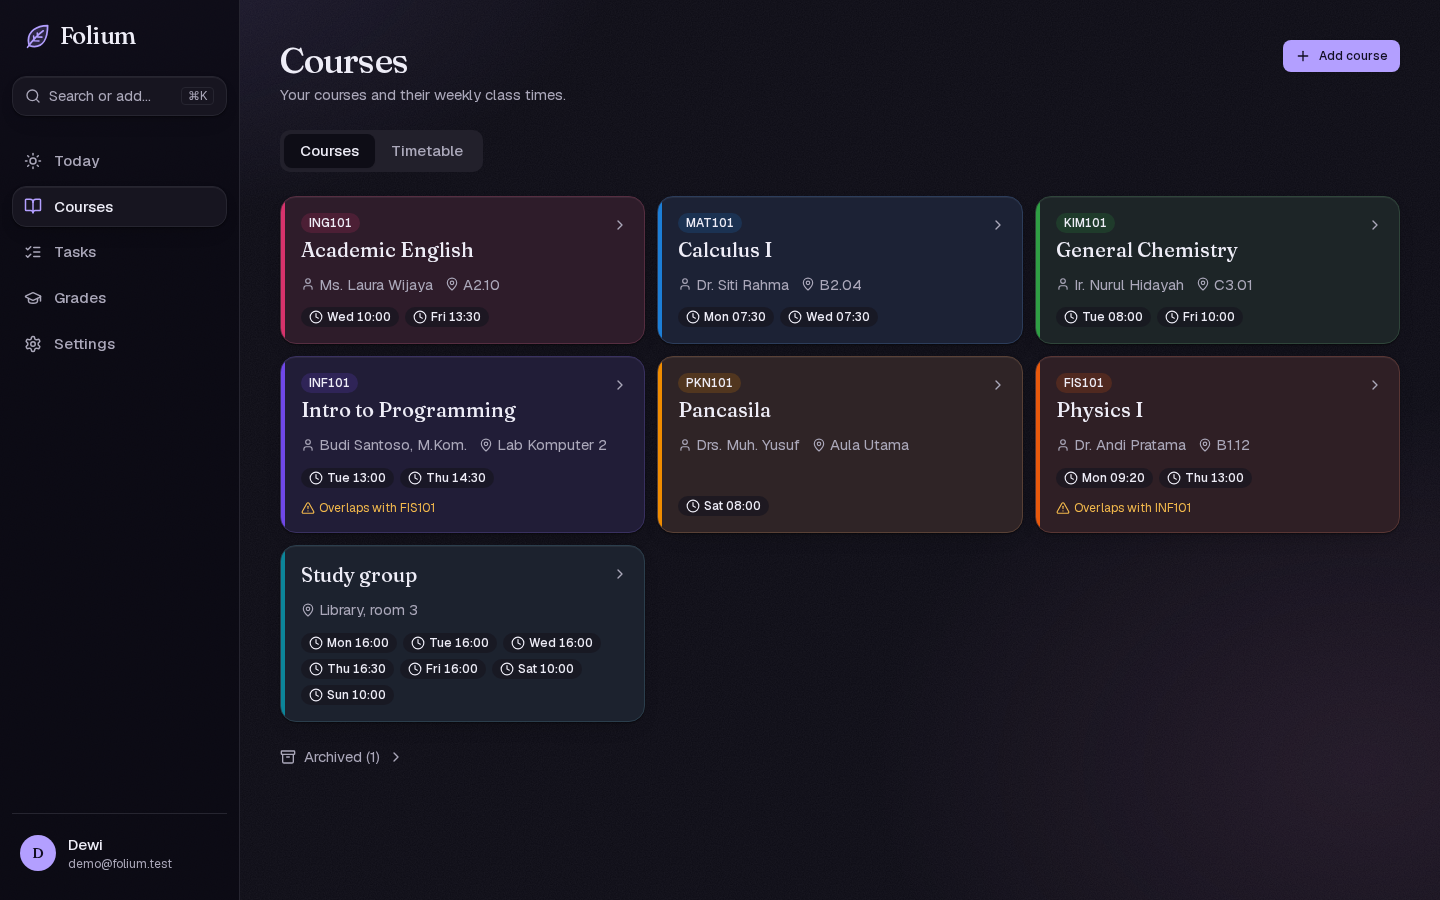 Folium
Search or add... ⌘K
Today
Courses
Tasks
Grades
Settings
D
Dewi
demo@folium.test
Courses
Your courses and their weekly class times.
Add course
Courses Timetable
ING101
Academic English
Ms. Laura Wijaya A2.10
Wed 10:00 Fri 13:30
MAT101
Calculus I
Dr. Siti Rahma B2.04
Mon 07:30 Wed 07:30
KIM101
General Chemistry
Ir. Nurul Hidayah C3.01
Tue 08:00 Fri 10:00
INF101
Intro to Programming
Budi Santoso, M.Kom. Lab Komputer 2
Tue 13:00 Thu 14:30
Overlaps with FIS101
PKN101
Pancasila
Drs. Muh. Yusuf Aula Utama
Sat 08:00
FIS101
Physics I
Dr. Andi Pratama B1.12
Mon 09:20 Thu 13:00
Overlaps with INF101
Study group
Library, room 3
Mon 16:00 Tue 16:00 Wed 16:00
Thu 16:30 Fri 16:00 Sat 10:00
Sun 10:00
Archived (1)